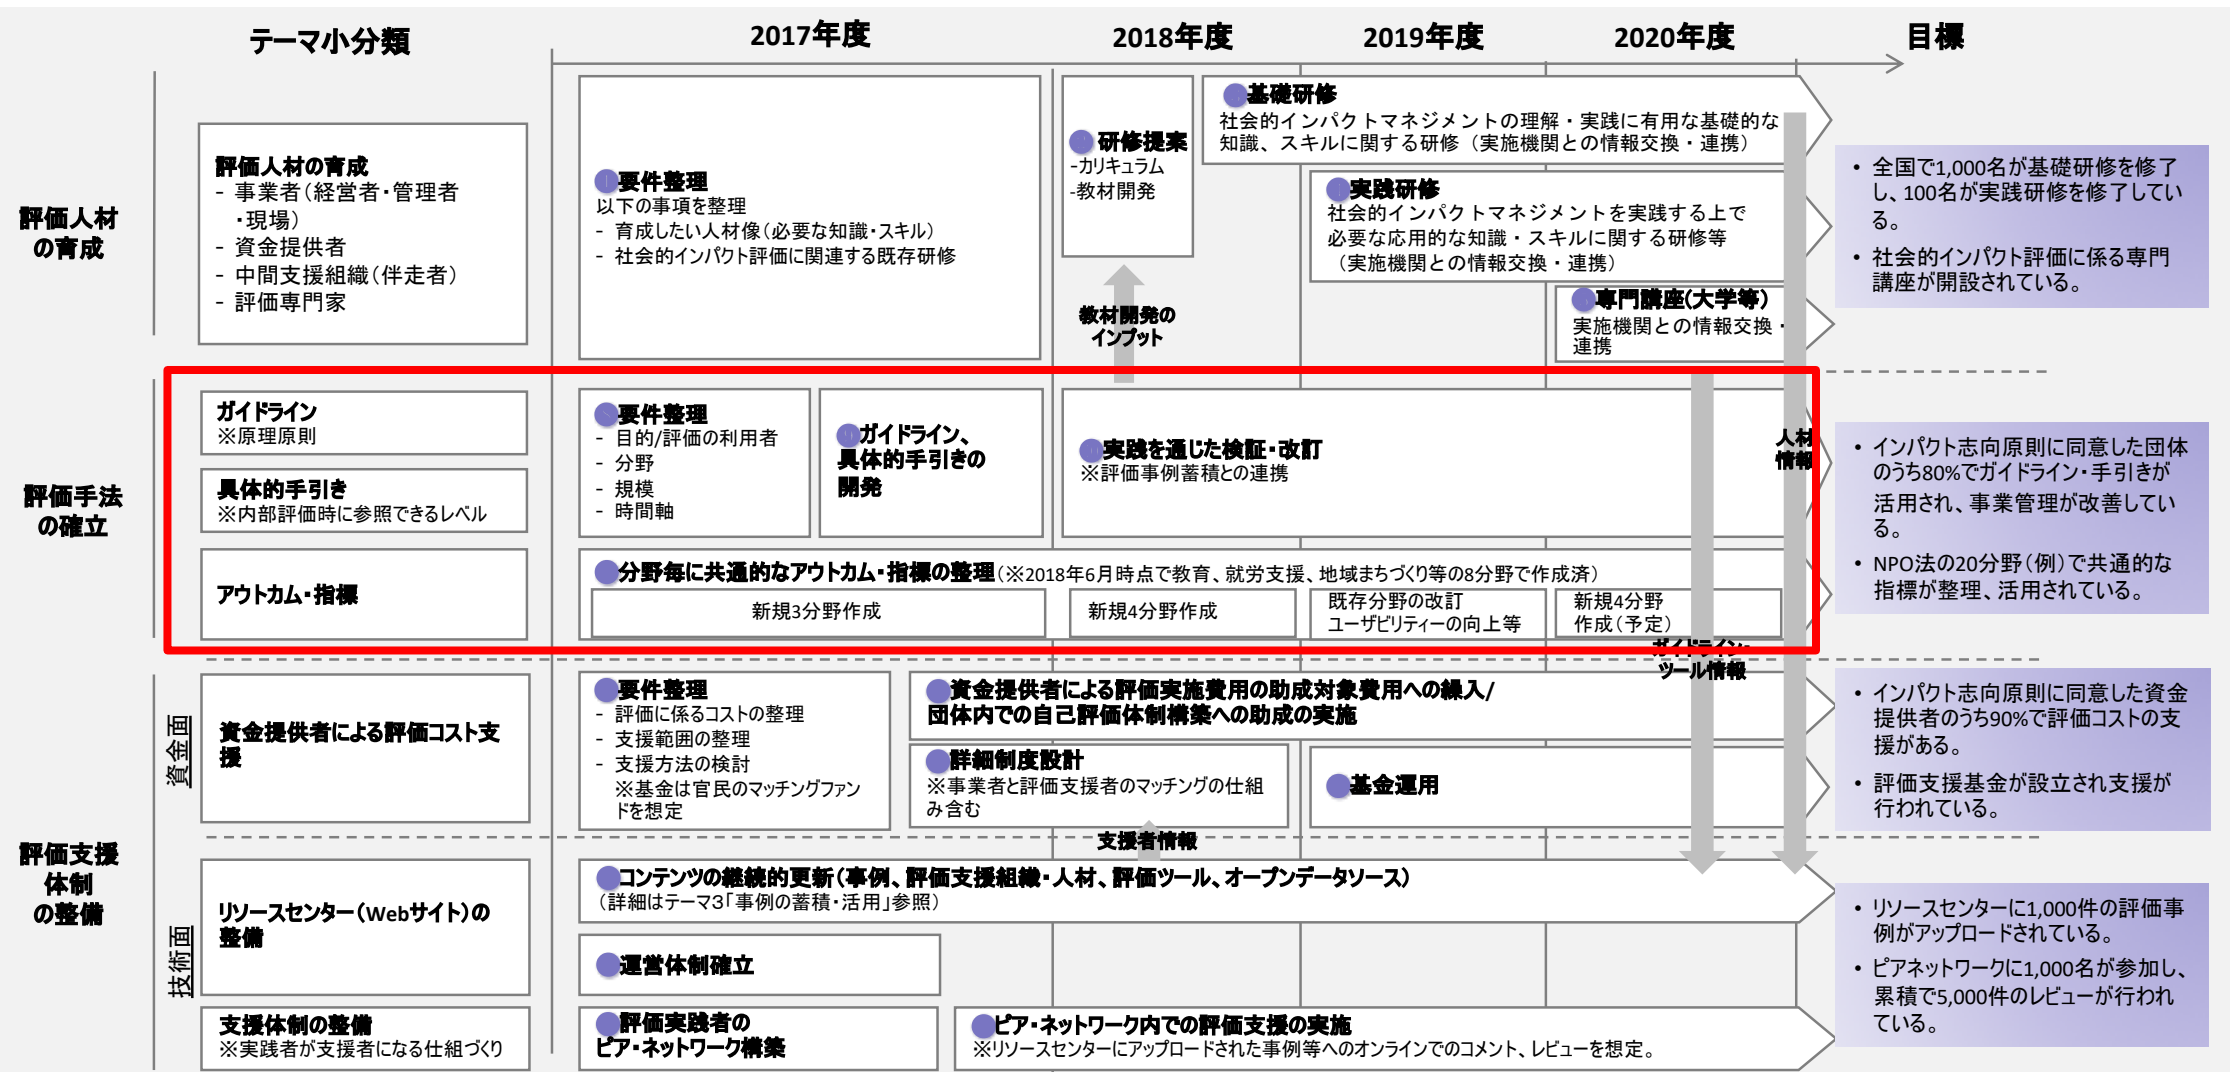 テーマ小分類
2017年度
2018年度
2019年度
2020年度
目標
評価人材
の育成
評価人材の育成
- 事業者(経営者・管理者
・現場)
- 資金提供者
- 中間支援組織(伴走者)
- 評価専門家
要件整理
以下の事項を整理
- 育成したい人材像(必要な知識・スキル)
- 社会的インパクト評価に関連する既存研修
研修提案
-カリキュラム
-教材開発
教材開発の
インプット
基礎研修
社会的インパクトマネジメントの理解・実践に有用な基礎的な
知識、スキルに関する研修(実施機関との情報交換・連携)
実践研修
社会的インパクトマネジメントを実践する上で
必要な応用的な知識・スキルに関する研修等
(実施機関との情報交換・連携)
専門講座(大学等)
実施機関との情報交換・
連携
• 全国で1,000名が基礎研修を修了
し、100名が実践研修を修了してい
る。
• 社会的インパクト評価に係る専門
講座が開設されている。
評価手法
の確立
ガイドライン
※原理原則
具体的手引き
※内部評価時に参照できるレベル
アウトカム・指標
要件整理
- 目的/評価の利用者
- 分野
- 規模
- 時間軸
ガイドライン、
具体的手引きの
開発
実践を通じた検証・改訂
※評価事例蓄積との連携
人材
情報
分野毎に共通的なアウトカム・指標の整理(※2018年6月時点で教育、就労支援、地域まちづくり等の8分野で作成済)
新規3分野作成
新規4分野作成
既存分野の改訂
ユーザビリティーの向上等
新規4分野
作成(予定)
ガイドライン・
ツール情報
• インパクト志向原則に同意した団体
のうち80%でガイドライン・手引きが
活用され、事業管理が改善してい
る。
• NPO法の20分野(例)で共通的な
指標が整理、活用されている。
評価支援
体制
の整備
資金面
資金提供者による評価コスト支
援
要件整理
- 評価に係るコストの整理
- 支援範囲の整理
- 支援方法の検討
※基金は官民のマッチングファン
ドを想定
資金提供者による評価実施費用の助成対象費用への繰入/
団体内での自己評価体制構築への助成の実施
詳細制度設計
※事業者と評価支援者のマッチングの仕組
み含む
基金運用
支援者情報
• インパクト志向原則に同意した資金
提供者のうち90%で評価コストの支
援がある。
• 評価支援基金が設立され支援が
行われている。
技術面
リソースセンター(Webサイト)の
整備
コンテンツの継続的更新(事例、評価支援組織・人材、評価ツール、オープンデータソース)
(詳細はテーマ3「事例の蓄積・活用」参照)
運営体制確立
支援体制の整備
※実践者が支援者になる仕組づくり
評価実践者の
ピア・ネットワーク構築
ピア・ネットワーク内での評価支援の実施
※リソースセンターにアップロードされた事例等へのオンラインでのコメント、レビューを想定。
• リソースセンターに1,000件の評価事
例がアップロードされている。
• ピアネットワークに1,000名が参加し、
累積で5,000件のレビューが行われ
ている。